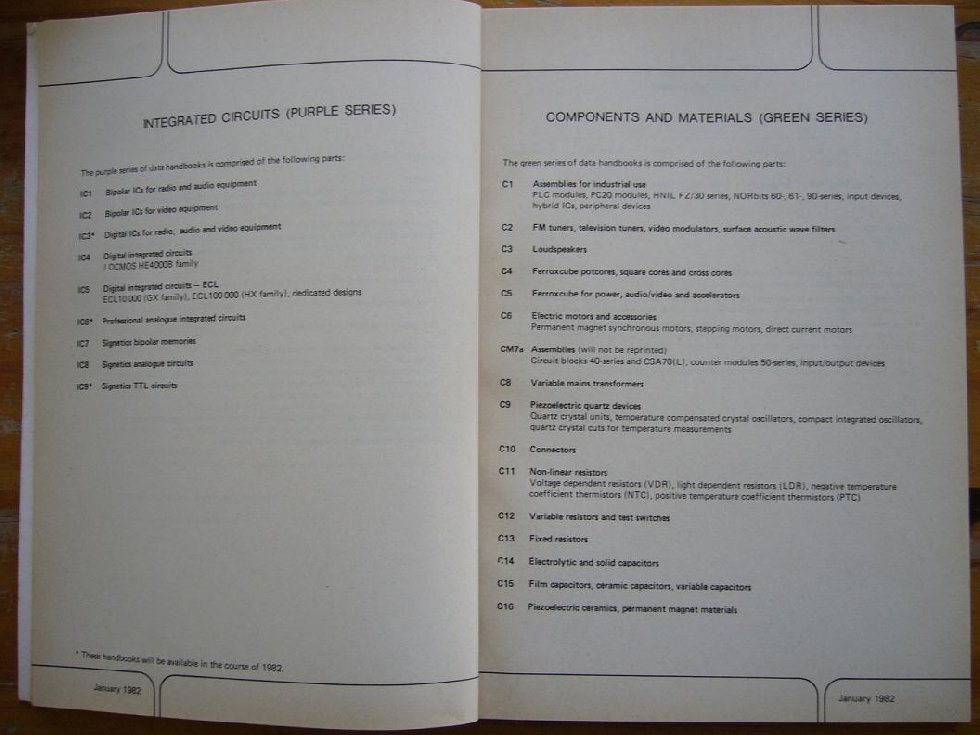 INTEGRATED CIRCUITS (PURPLE SERIES)
The purple series of data handbooks is comprised of the following parts:
IC1 Bipolar ICs for radio and audio equipment
IC2 Bipolar ICs for video equipment
IC3* Digital ICs for radio, audio and video equipment
IC4 Digital integrated circuits
LOCMOS HE4000B family
IC5 Digital integrated circuits – ECL
ECL10 000 (GX family), ECL100 000 (HX family), dedicated designs
IC6* Professional analogue integrated circuits
IC7 Signetics bipolar memories
IC8 Signetics analogue circuits
IC9* Signetics TTL circuits
* These handbooks will be available in the course of 1982.
January 1982
COMPONENTS AND MATERIALS (GREEN SERIES)
The green series of data handbooks is comprised of the following parts:
C1 Assemblies for industrial use
PLC modules, PC20 modules, HNIL FZ/30 series, NORbits 60-, 61-, 90-series, input devices,
hybrid ICs, peripheral devices
C2 FM tuners, television tuners, video modulators, surface acoustic wave filters
C3 Loudspeakers
C4 Ferroxcube potcores, square cores and cross cores
C5 Ferroxcube for power, audio/video and accelerators
C6 Electric motors and accessories
Permanent magnet synchronous motors, stepping motors, direct current motors
CM7a Assemblies (will not be reprinted)
Circuit blocks 40-series and CSA70(L), counter modules 50-series, input/output devices
C8 Variable mains transformers
C9 Piezoelectric quartz devices
Quartz crystal units, temperature compensated crystal oscillators, compact integrated oscillators,
quartz crystal cuts for temperature measurements
C10 Connectors
C11 Non-linear resistors
Voltage dependent resistors (VDR), light dependent resistors (LDR), negative temperature
coefficient thermistors (NTC), positive temperature coefficient thermistors (PTC)
C12 Variable resistors and test switches
C13 Fixed resistors
C14 Electrolytic and solid capacitors
C15 Film capacitors, ceramic capacitors, variable capacitors
C16 Piezoelectric ceramics, permanent magnet materials
January 1982